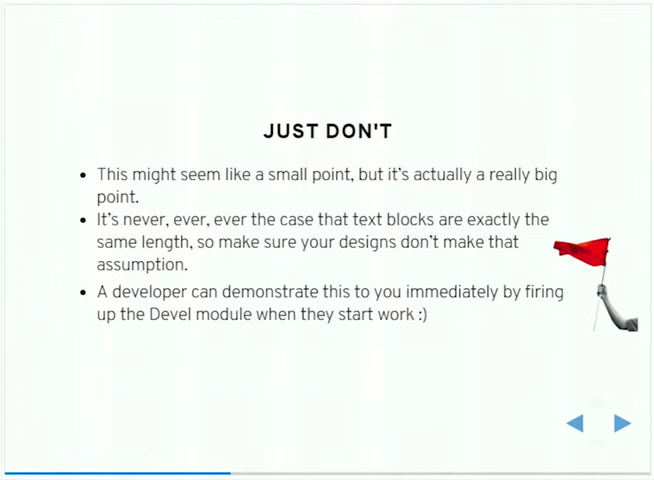 JUST DON'T
• This might seem like a small point, but it's actually a really big
point.
• It's never, ever, ever the case that text blocks are exactly the
same length, so make sure your designs don't make that
assumption.
• A developer can demonstrate this to you immediately by firing
up the Devel module when they start work :)